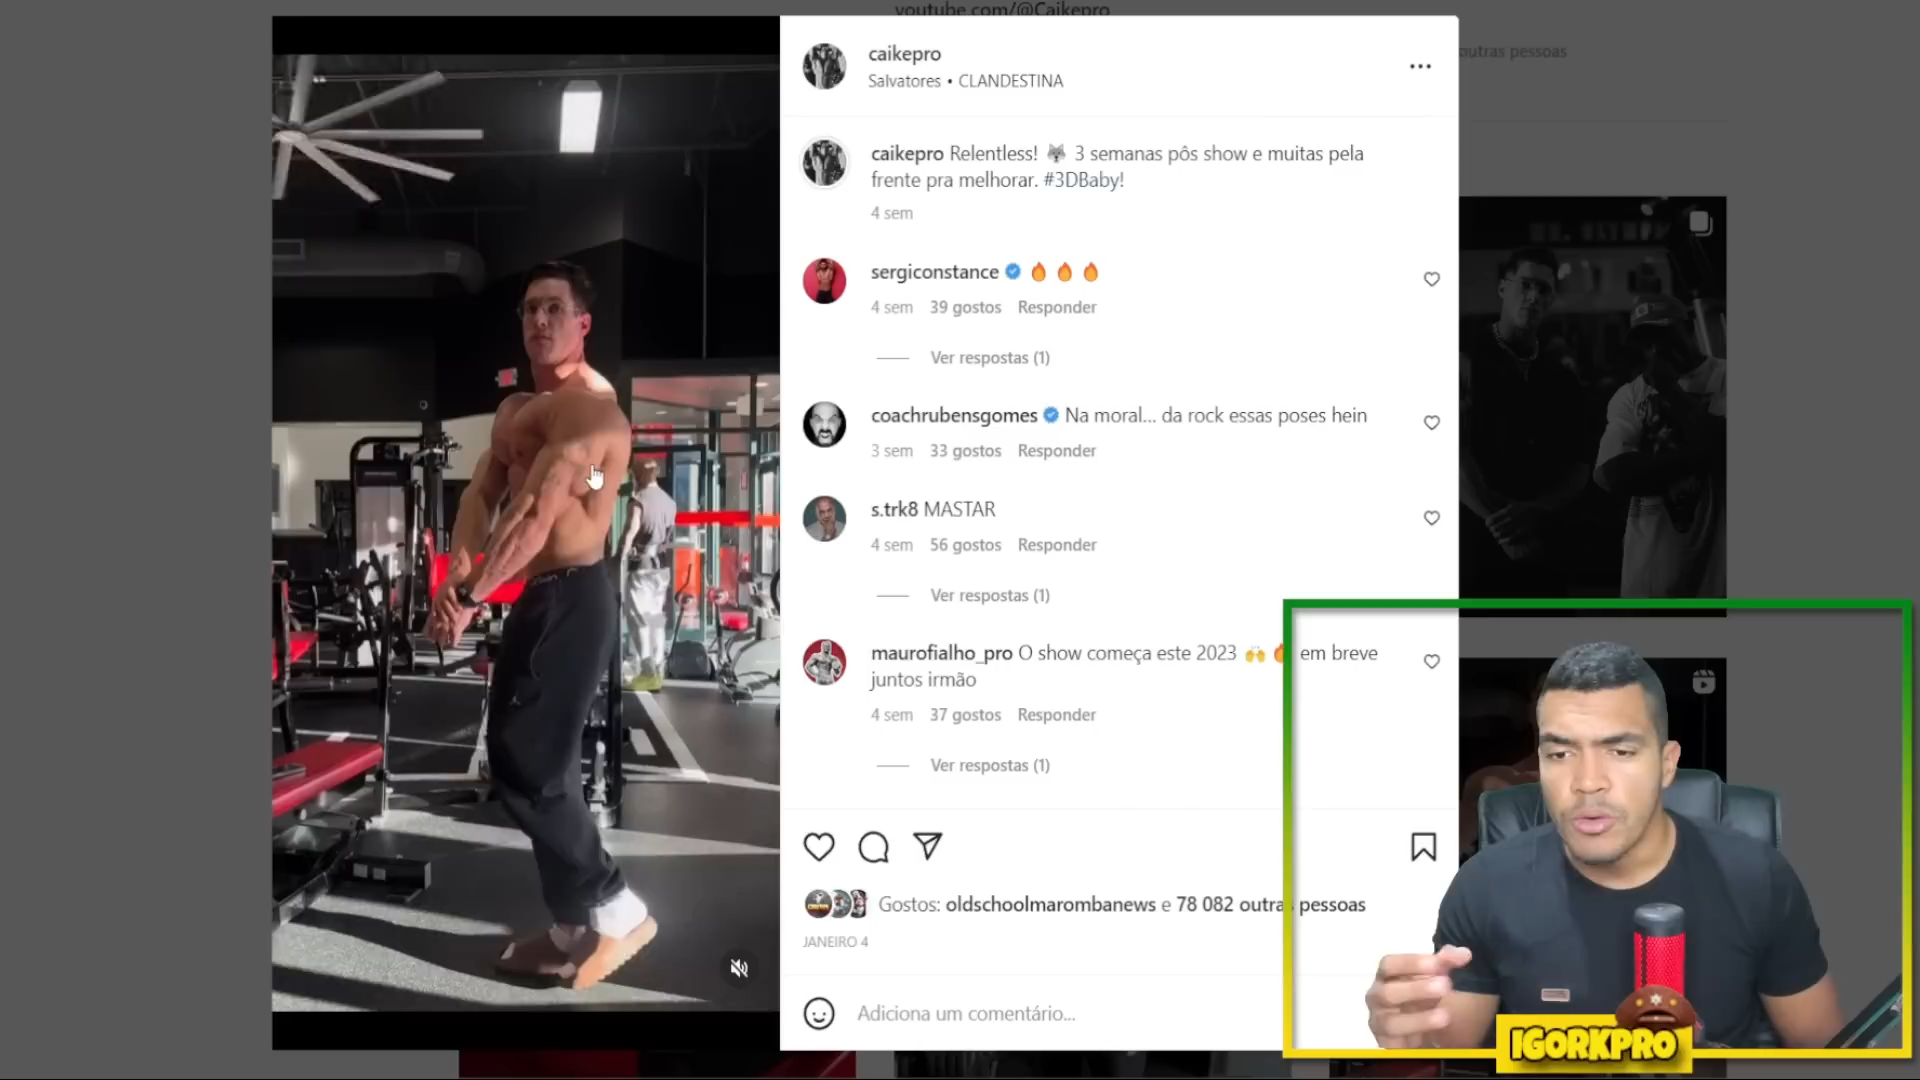 youtube com/@Caikepro
outras pessoas
caikepro
Salvatores • CLANDESTINA
caikepro Relentless! 🐺 3 semanas pôs show e muitas pela
frente pra melhorar. #3DBaby!
4 sem
sergiconstance 🔥 🔥 🔥
4 sem 39 gostos Responder
Ver respostas (1)
coachrubensgomes Na moral... da rock essas poses hein
3 sem 33 gostos Responder
s.trk8 MASTAR
4 sem 56 gostos Responder
Ver respostas (1)
maurofialho_pro O show começa este 2023 🙌 🔥 em breve
juntos irmão
4 sem 37 gostos Responder
Ver respostas (1)
Gostos: oldschoolmarombanews e 78 082 outras pessoas
JANEIRO 4
Adiciona um comentário...
IGORKPRO